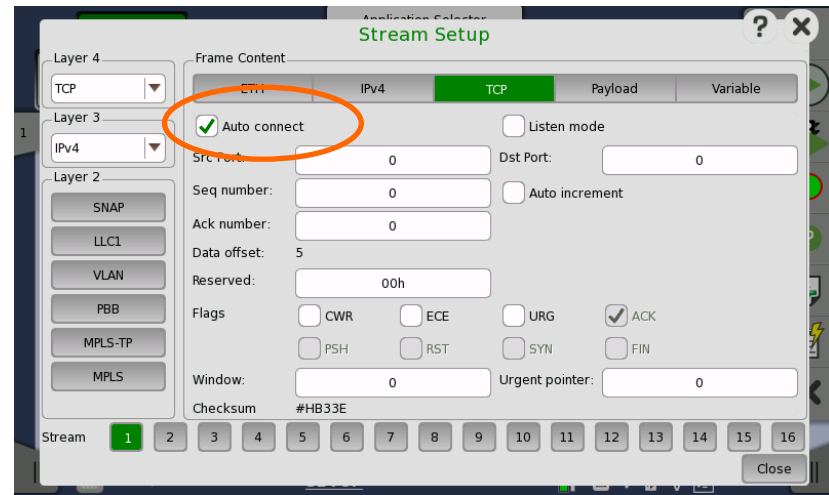 Application Selector
Stream Setup
? X
Layer 4
TCP
Layer 3
1
IPv4
Layer 2
SNAP
LLC1
VLAN
PBB
MPLS-TP
MPLS
Frame Content
ETH IPv4 TCP Payload Variable
Auto connect Listen mode
Src Port: 0 Dst Port: 0
Seq number: 0 Auto increment
Ack number: 0
Data offset: 5
Reserved: 00h
Flags CWR ECE URG ACK
PSH RST SYN FIN
Window: 0 Urgent pointer: 0
Checksum #HB33E
Stream 1 2 3 4 5 6 7 8 9 10 11 12 13 14 15 16
Close